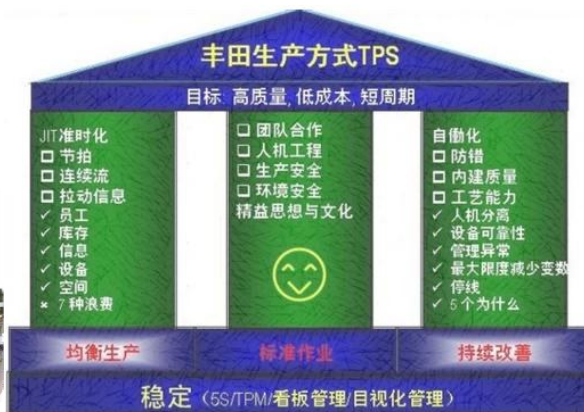 丰田生产方式TPS
目标: 高质量, 低成本, 短周期
JIT准时化
节拍
连续流
拉动信息
员工
库存
信息
设备
空间
7种浪费
团队合作
人机工程
生产安全
环境安全
精益思想与文化
自働化
防错
内建质量
工艺能力
人机分离
设备可靠性
管理异常
最大限度减少变数
停线
5个为什么
均衡生产
标准作业
持续改善
稳定（5S/TPM/看板管理/目视化管理）